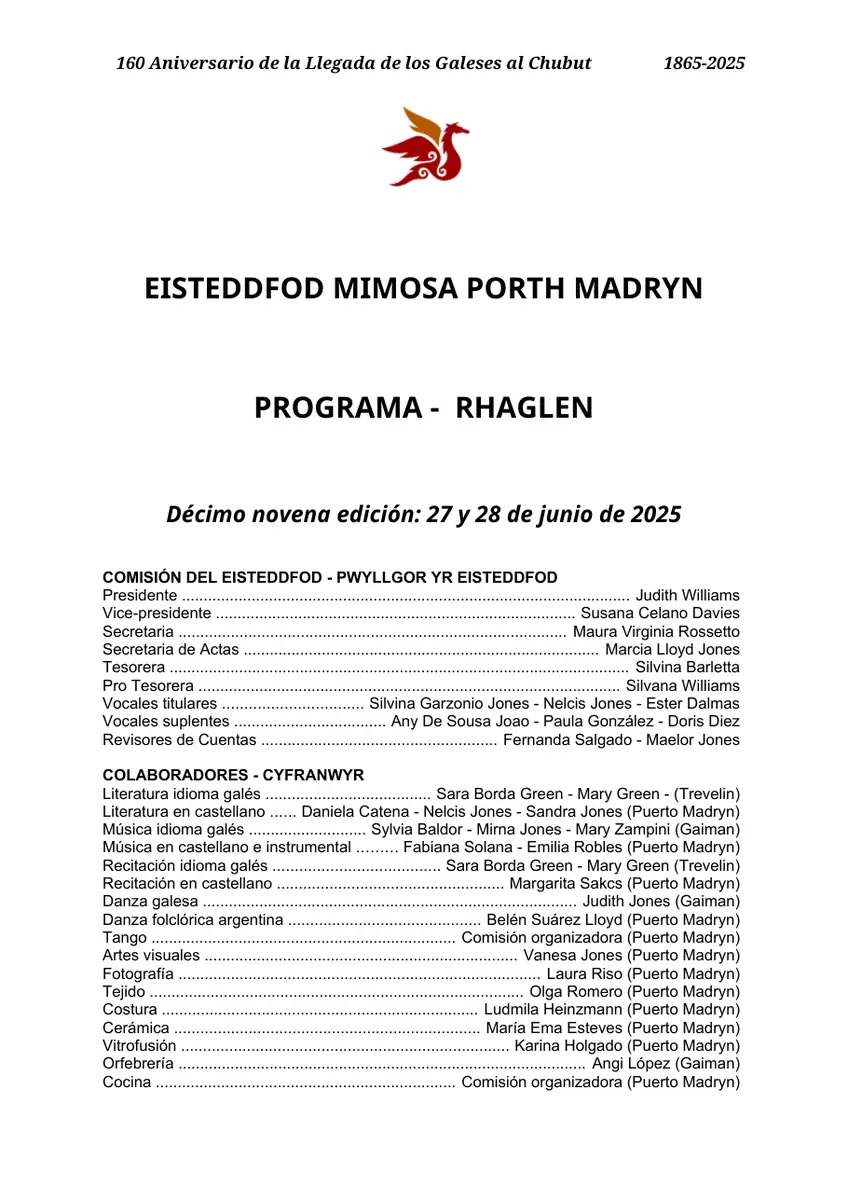 160 Aniversario de la Llegada de los Galeses al Chubut 1865-2025
EISTEDDFOD MIMOSA PORTH MADRYN
PROGRAMA - RHAGLEN
Décimo novena edición: 27 y 28 de junio de 2025
COMISIÓN DEL EISTEDDFOD - PWYLLGOR YR EISTEDDFOD
Presidente ........................................................................................................ Judith Williams
Vice-presidente ................................................................................... Susana Celano Davies
Secretaria .......................................................................................... Maura Virginia Rossetto
Secretaria de Actas .................................................................................. Marcia Lloyd Jones
Tesorera .......................................................................................................... Silvina Barletta
Pro Tesorera .................................................................................................. Silvana Williams
Vocales titulares ................................ Silvina Garzonio Jones - Nelcis Jones - Ester Dalmas
Vocales suplentes ................................... Any De Sousa Joao - Paula González - Doris Diez
Revisores de Cuentas ...................................................... Fernanda Salgado - Maelor Jones
COLABORADORES - CYFRANWYR
Literatura idioma galés ...................................... Sara Borda Green - Mary Green - (Trevelin)
Literatura en castellano ...... Daniela Catena - Nelcis Jones - Sandra Jones (Puerto Madryn)
Música idioma galés ........................... Sylvia Baldor - Mirna Jones - Mary Zampini (Gaiman)
Música en castellano e instrumental ......... Fabiana Solana - Emilia Robles (Puerto Madryn)
Recitación idioma galés ....................................... Sara Borda Green - Mary Green (Trevelin)
Recitación en castellano .................................................... Margarita Sakcs (Puerto Madryn)
Danza galesa ...................................................................................... Judith Jones (Gaiman)
Danza folclórica argentina ............................................ Belén Suárez Lloyd (Puerto Madryn)
Tango ...................................................................... Comisión organizadora (Puerto Madryn)
Artes visuales ........................................................................ Vanesa Jones (Puerto Madryn)
Fotografía ................................................................................... Laura Riso (Puerto Madryn)
Tejido ...................................................................................... Olga Romero (Puerto Madryn)
Costura ......................................................................... Ludmila Heinzmann (Puerto Madryn)
Cerámica ...................................................................... María Ema Esteves (Puerto Madryn)
Vitrofusión ........................................................................... Karina Holgado (Puerto Madryn)
Orfebrería .............................................................................................. Angi López (Gaiman)
Cocina ..................................................................... Comisión organizadora (Puerto Madryn)